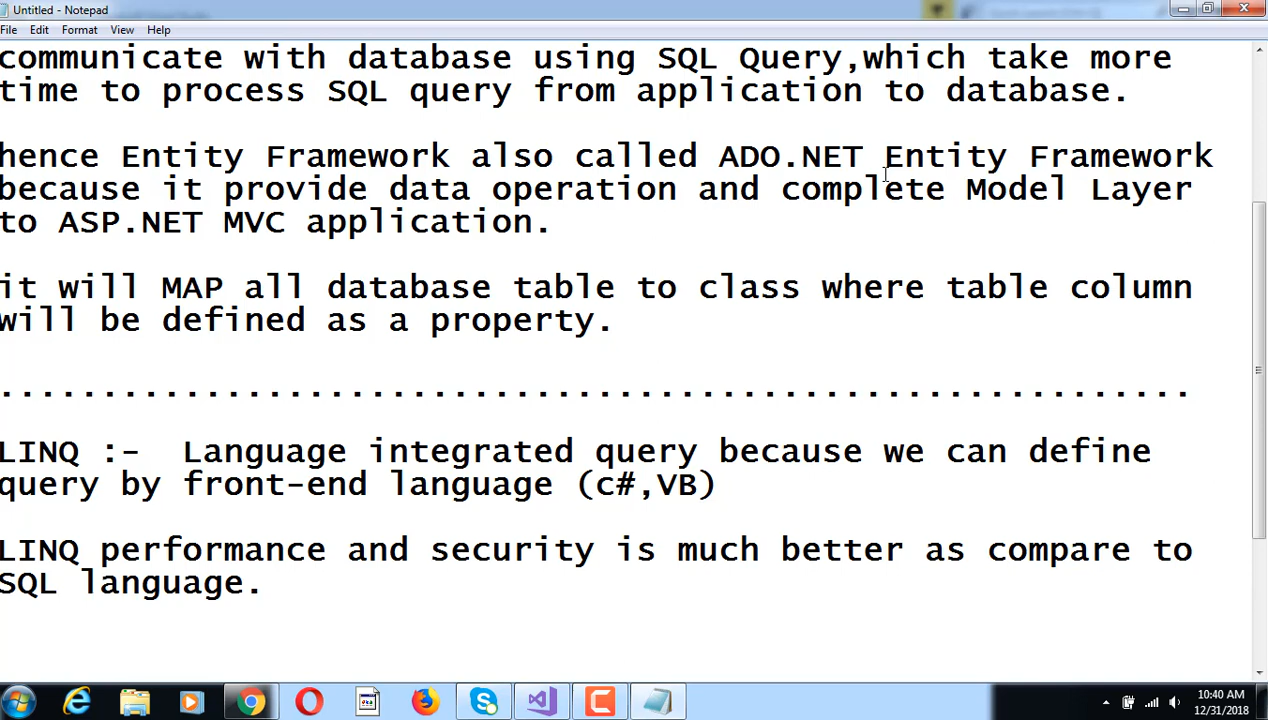 Untitled - Notepad
File Edit Format View Help
communicate with database using SQL Query,which take more
time to process SQL query from application to database.
hence Entity Framework also called ADO.NET Entity Framework
because it provide data operation and complete Model Layer
to ASP.NET MVC application.
it will MAP all database table to class where table column
will be defined as a property.
..........................................................
LINQ :- Language integrated query because we can define
query by front-end language (c#,VB)
LINQ performance and security is much better as compare to
SQL language.
10:40 AM
12/31/2018